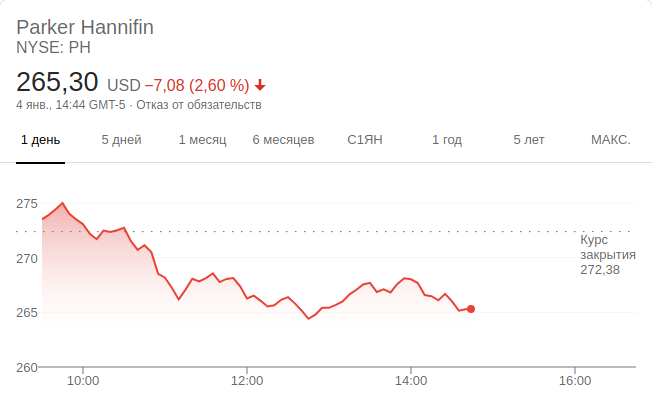 Parker Hannifin
NYSE: PH
265,30 USD −7,08 (2,60 %)
4 янв., 14:44 GMT-5 · Отказ от обязательств
1 день 5 дней 1 месяц 6 месяцев С1ЯН 1 год 5 лет МАКС.
275
270
265
260
Курс
закрытия
272,38
10:00 12:00 14:00 16:00